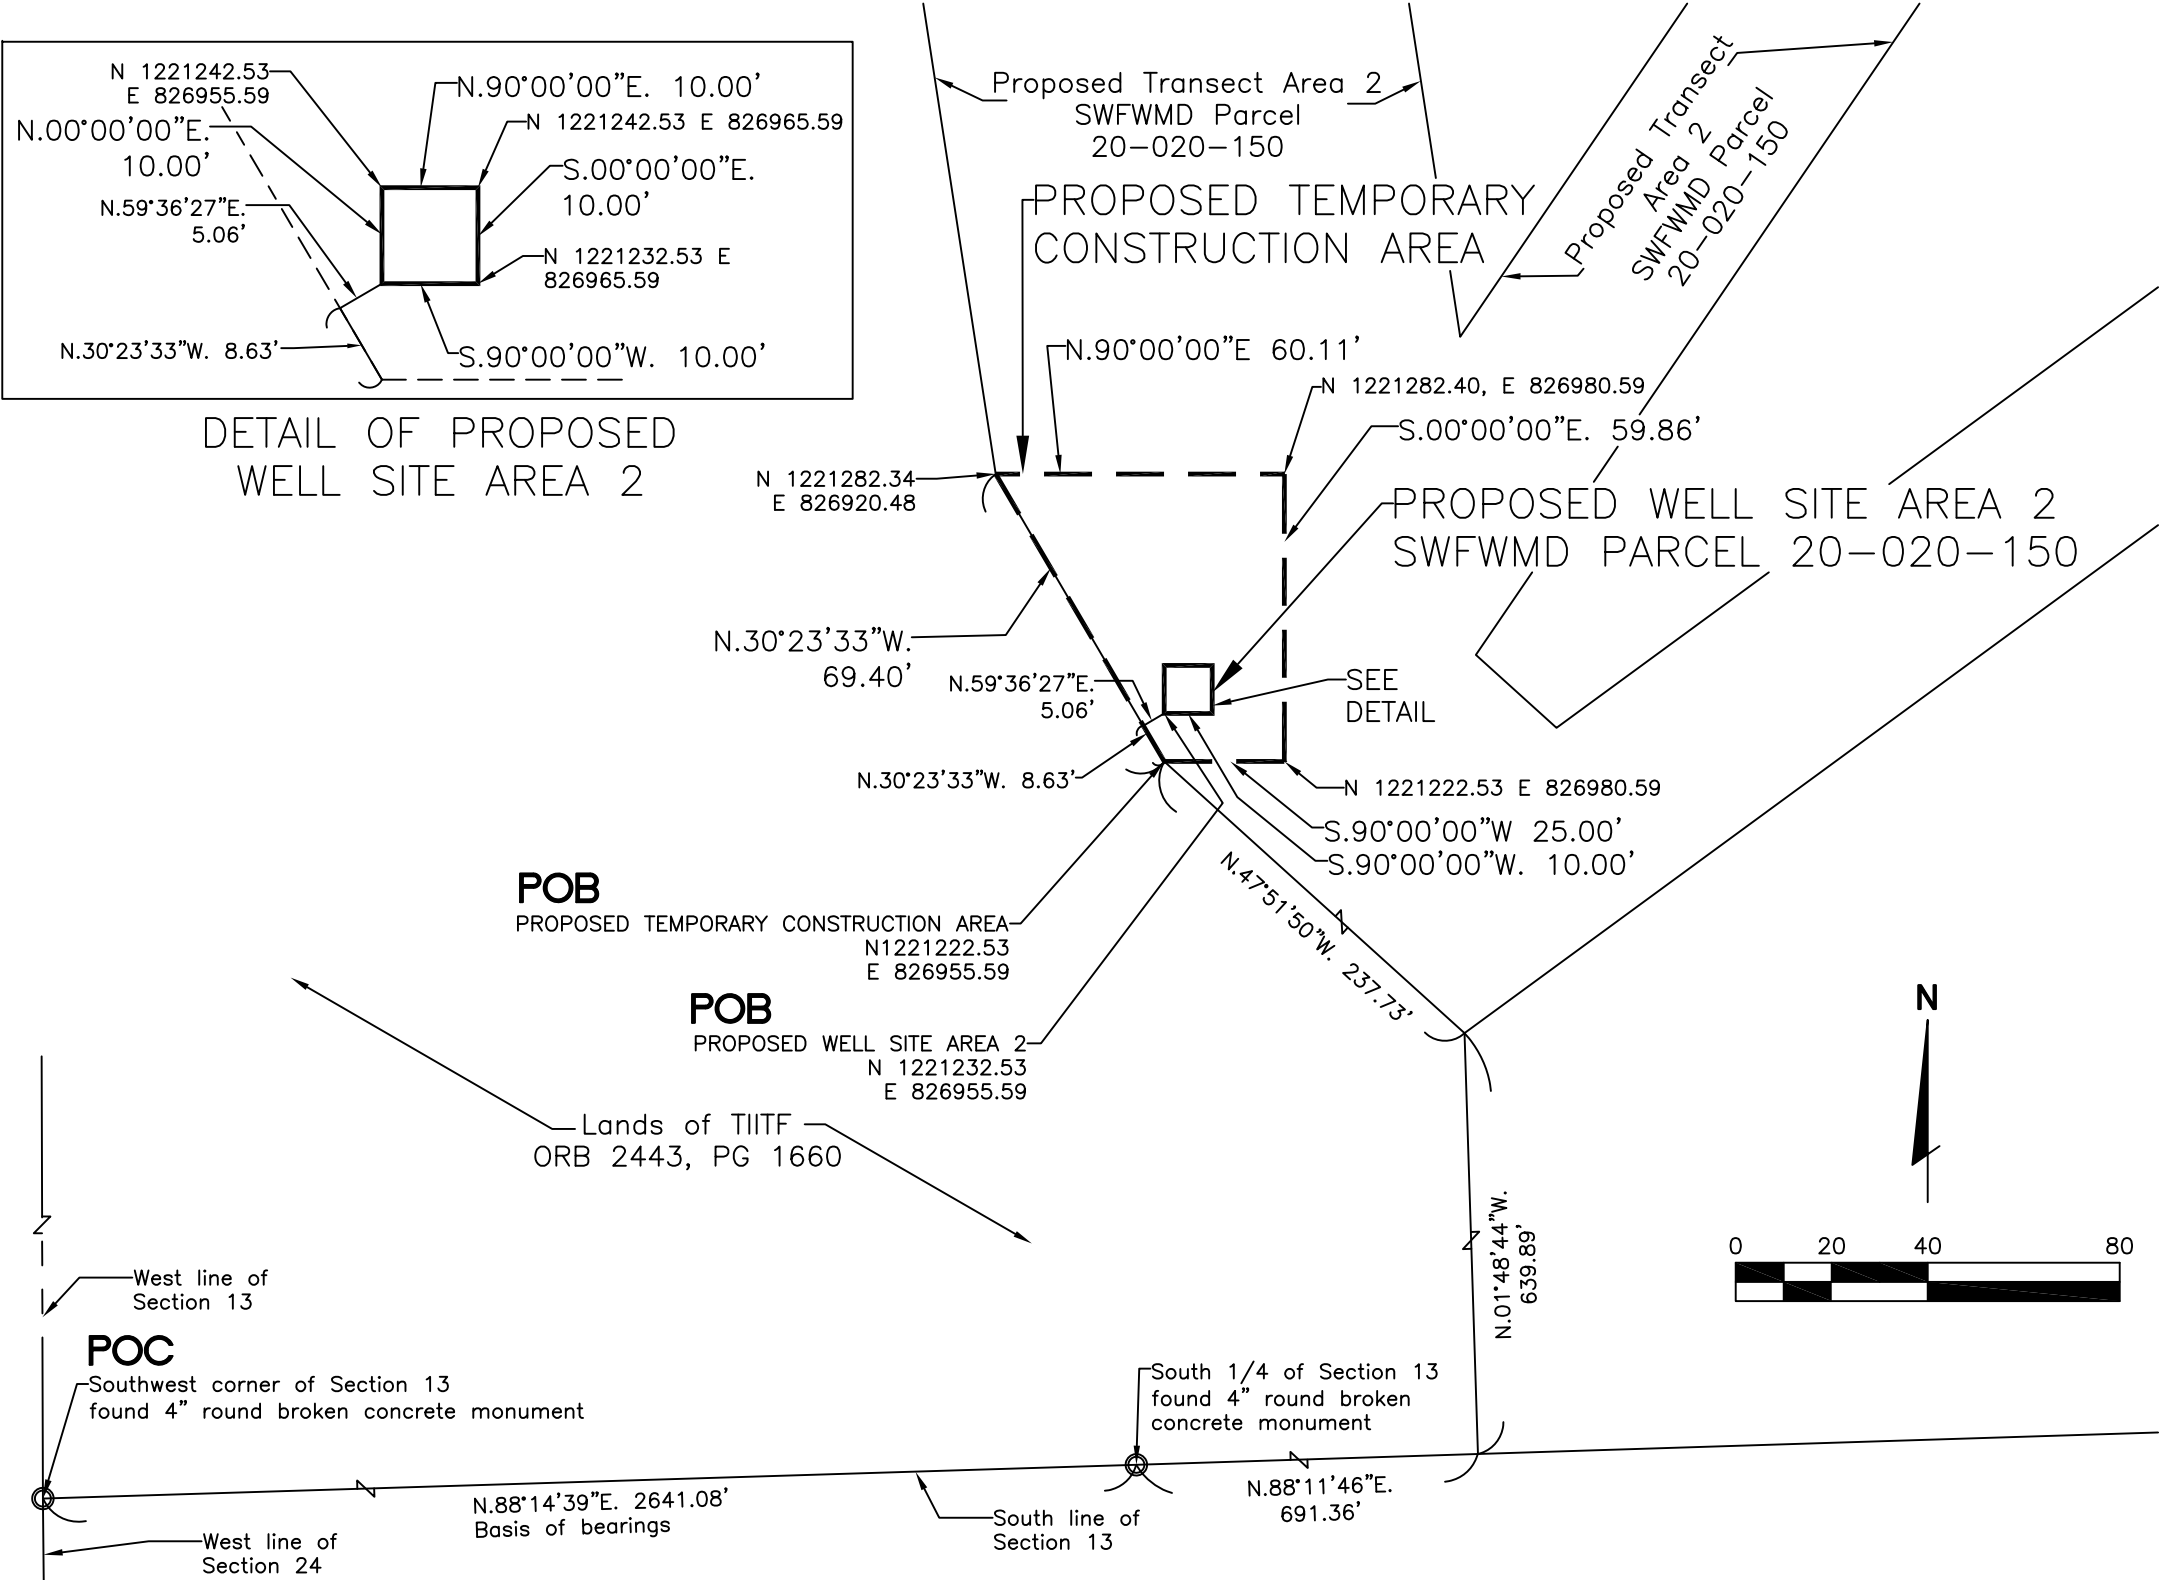 N 1221242.53
E 826955.59
N.90°00'00"E. 10.00'
N 1221242.53 E 826965.59
N.00°00'00"E.
10.00'
S.00°00'00"E.
10.00'
N.59°36'27"E.
5.06'
N 1221232.53 E
826965.59
N.30°23'33"W. 8.63'
S.90°00'00"W. 10.00'
DETAIL OF PROPOSED
WELL SITE AREA 2
Proposed Transect Area 2
SWFWMD Parcel
20-020-150
Proposed Transect
Area 2
SWFWMD Parcel
20-020-150
PROPOSED TEMPORARY
CONSTRUCTION AREA
N.90°00'00"E 60.11'
N 1221282.40, E 826980.59
S.00°00'00"E. 59.86'
N 1221282.34
E 826920.48
PROPOSED WELL SITE AREA 2
SWFWMD PARCEL 20-020-150
N.30°23'33"W.
69.40'
N.59°36'27"E.
5.06'
SEE
DETAIL
N.30°23'33"W. 8.63'
N 1221222.53 E 826980.59
S.90°00'00"W 25.00'
S.90°00'00"W. 10.00'
N.47°51'50"W. 237.73'
POB
PROPOSED TEMPORARY CONSTRUCTION AREA
N1221222.53
E 826955.59
POB
PROPOSED WELL SITE AREA 2
N 1221232.53
E 826955.59
Lands of TIITF
ORB 2443, PG 1660
N
0 20 40 80
N.01°48'44"W.
639.89'
West line of
Section 13
POC
Southwest corner of Section 13
found 4" round broken concrete monument
South 1/4 of Section 13
found 4" round broken
concrete monument
N.88°14'39"E. 2641.08'
Basis of bearings
N.88°11'46"E.
691.36'
South line of
Section 13
West line of
Section 24